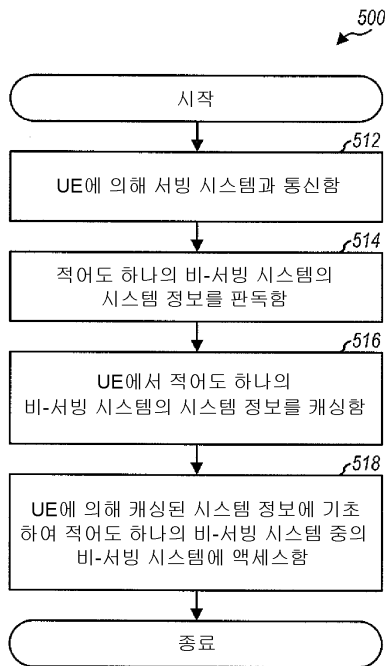 500
시작
512
UE에 의해 서빙 시스템과 통신함
514
적어도 하나의 비-서빙 시스템의
시스템 정보를 판독함
516
UE에서 적어도 하나의
비-서빙 시스템의 시스템 정보를 캐싱함
518
UE에 의해 캐싱된 시스템 정보에 기초
하여 적어도 하나의 비-서빙 시스템 중의
비-서빙 시스템에 액세스함
종료